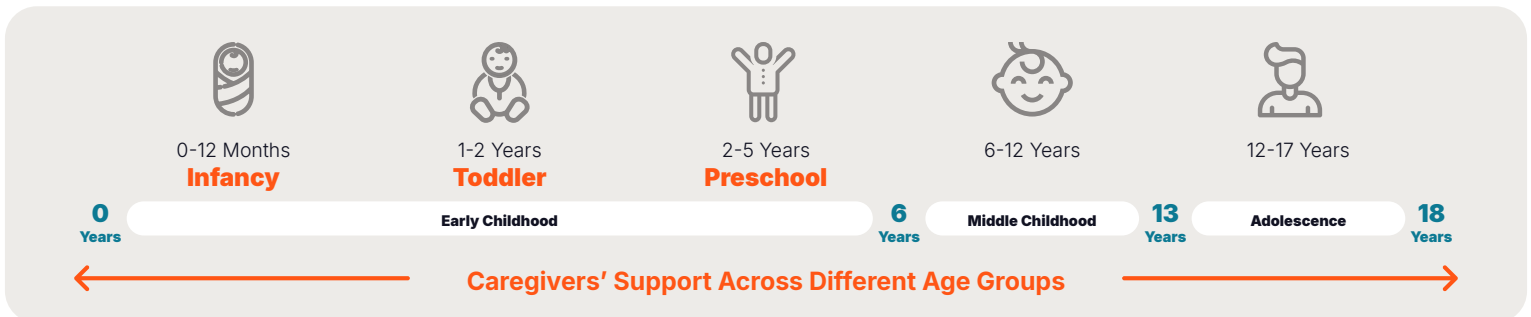 0-12 Months
Infancy
1-2 Years
Toddler
2-5 Years
Preschool
6-12 Years
12-17 Years
0
Years
Early Childhood
6
Years
Middle Childhood
13
Years
Adolescence
18
Years
Caregivers’ Support Across Different Age Groups